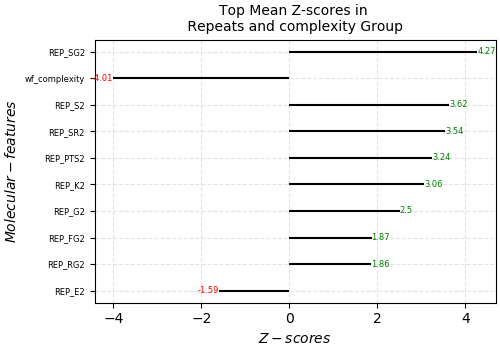 Top Mean Z-scores in
Repeats and complexity Group
REP_SG2 4.27
wf_complexity -4.01
REP_S2 3.62
REP_SR2 3.54
REP_PTS2 3.24
REP_K2 3.06
REP_G2 2.5
REP_FG2 1.87
REP_RG2 1.86
REP_E2 -1.59
Molecular − features
−4 −2 0 2 4
Z − scores